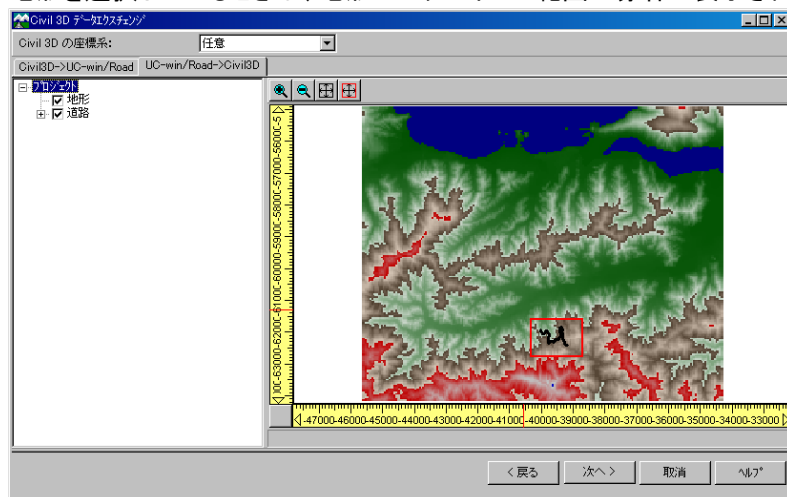 Civil 3D データエクスチェンジ
Civil 3D の座標系:
任意
Civil3D->UC-win/Road
UC-win/Road->Civil3D
プロジェクト
地形
道路
-47000-46000-45000-44000-43000-42000-41000-40000-39000-38000-37000-36000-35000-34000-33000
<戻る
次へ>
取消
ヘルプ